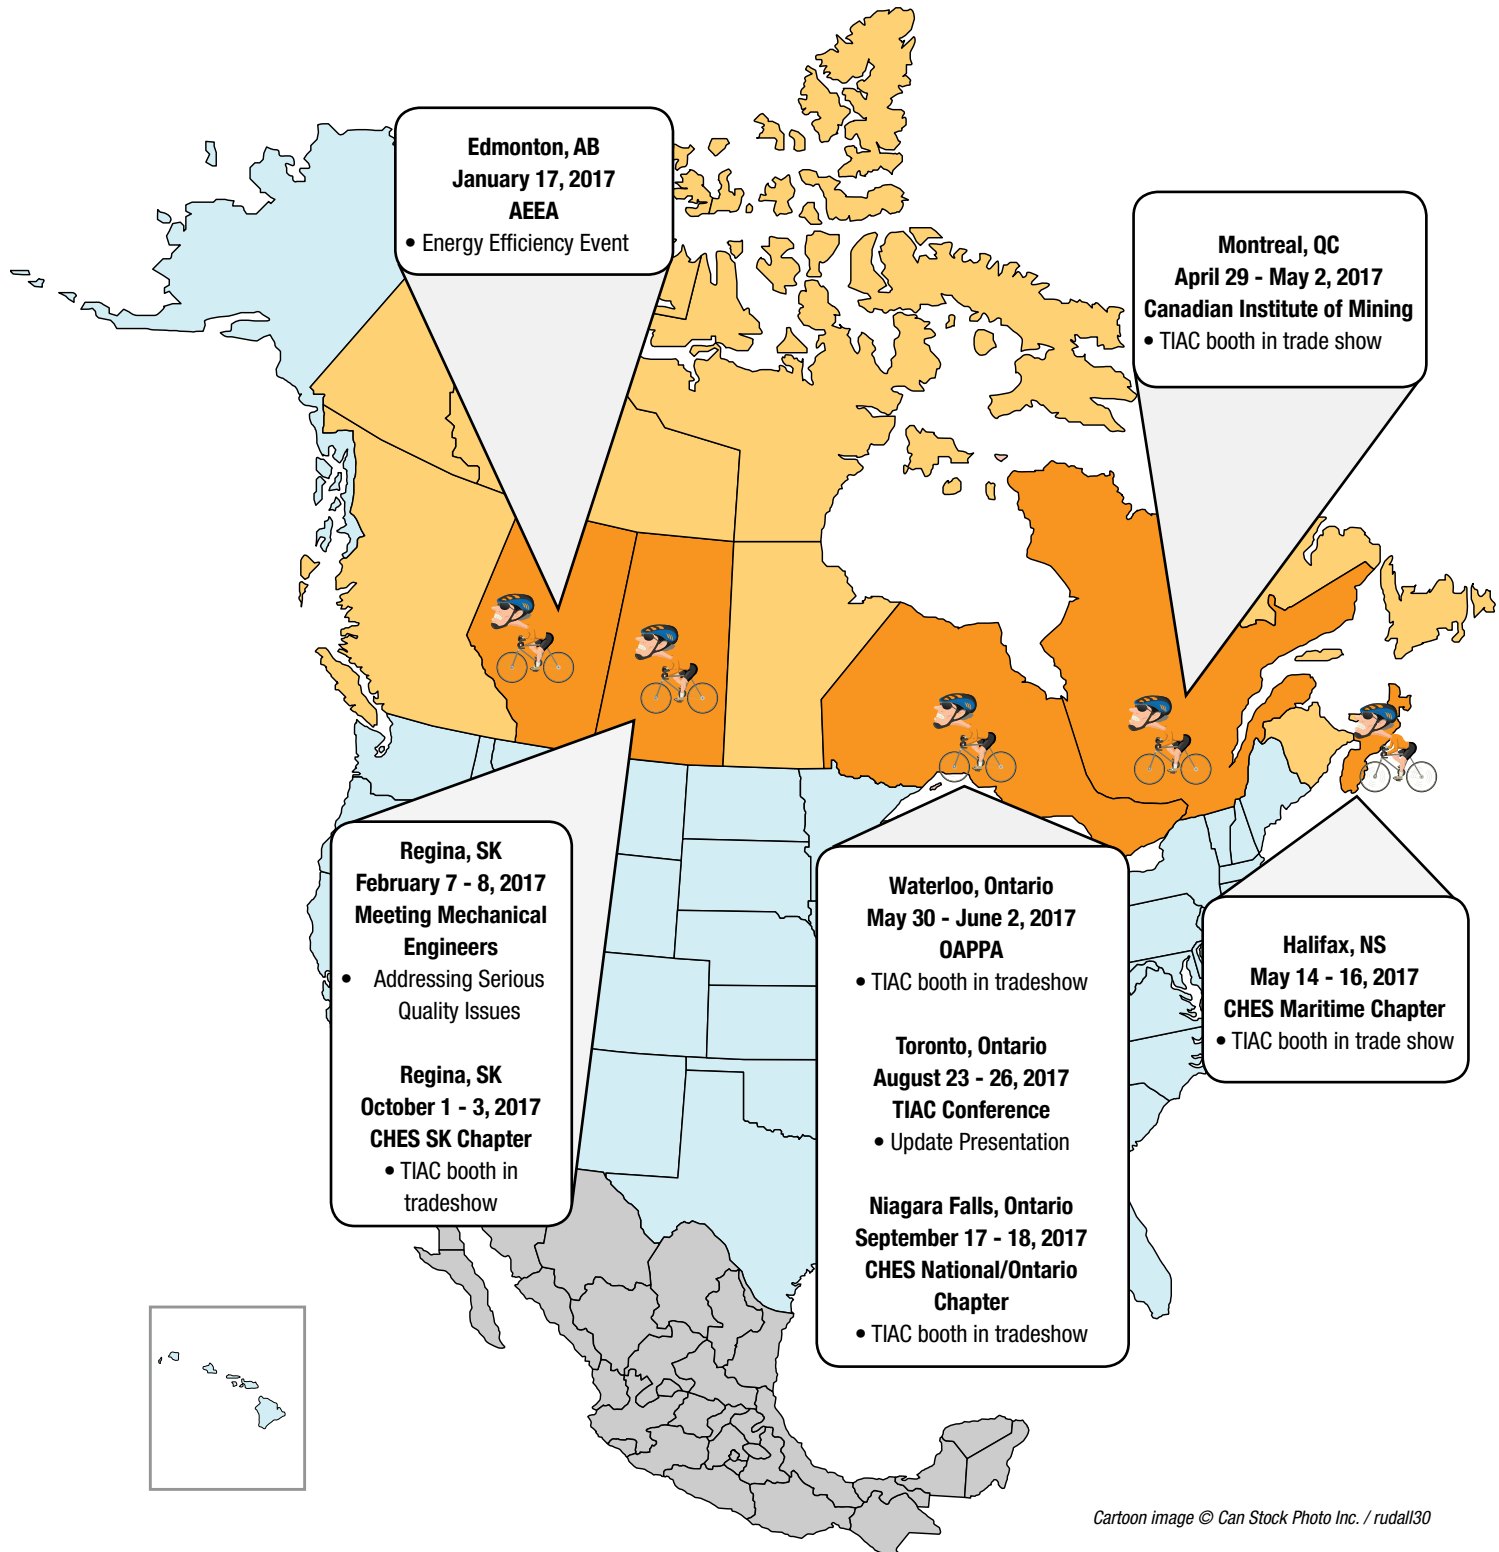 Edmonton, AB
January 17, 2017
AEEA
• Energy Efficiency Event
Montreal, QC
April 29 - May 2, 2017
Canadian Institute of Mining
• TIAC booth in trade show
Regina, SK
February 7 - 8, 2017
Meeting Mechanical
Engineers
• Addressing Serious
Quality Issues
Regina, SK
October 1 - 3, 2017
CHES SK Chapter
• TIAC booth in
tradeshow
Waterloo, Ontario
May 30 - June 2, 2017
OAPPA
• TIAC booth in tradeshow
Toronto, Ontario
August 23 - 26, 2017
TIAC Conference
• Update Presentation
Niagara Falls, Ontario
September 17 - 18, 2017
CHES National/Ontario
Chapter
• TIAC booth in tradeshow
Halifax, NS
May 14 - 16, 2017
CHES Maritime Chapter
• TIAC booth in trade show
Cartoon image © Can Stock Photo Inc. / rudall30